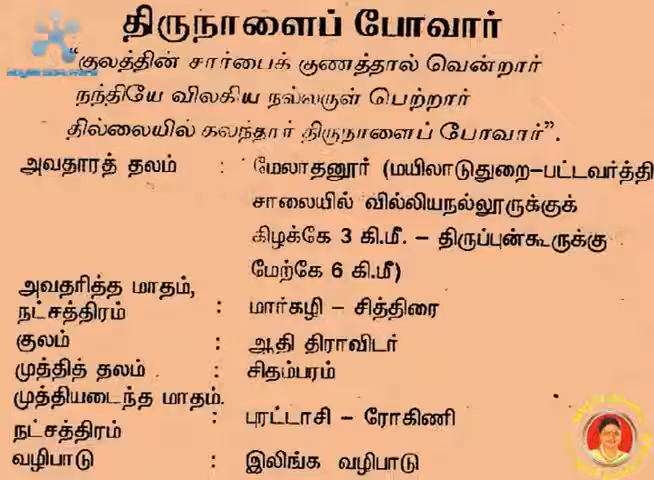 திருநாளைப் போவார்
“குலத்தின் சார்பைக் குணத்தால் வென்றார்
நந்தியே விலகிய நல்லருள் பெற்றார்
தில்லையில் கலந்தார் திருநாளைப் போவார்”.
அவதாரத் தலம் : மேலாதனூர் (மயிலாடுதுறை–பட்டவர்த்தி
சாலையில் வில்லியநல்லூருக்குக்
கிழக்கே 3 கி.மீ. – திருப்புன்கூருக்கு
மேற்கே 6 கி.மீ)
அவதரித்த மாதம்,
நட்சத்திரம் : மார்கழி – சித்திரை
குலம் : ஆதி திராவிடர்
முத்தித் தலம் : சிதம்பரம்
முத்தியடைந்த மாதம்.
நட்சத்திரம் : புரட்டாசி – ரோகிணி
வழிபாடு : இலிங்க வழிபாடு